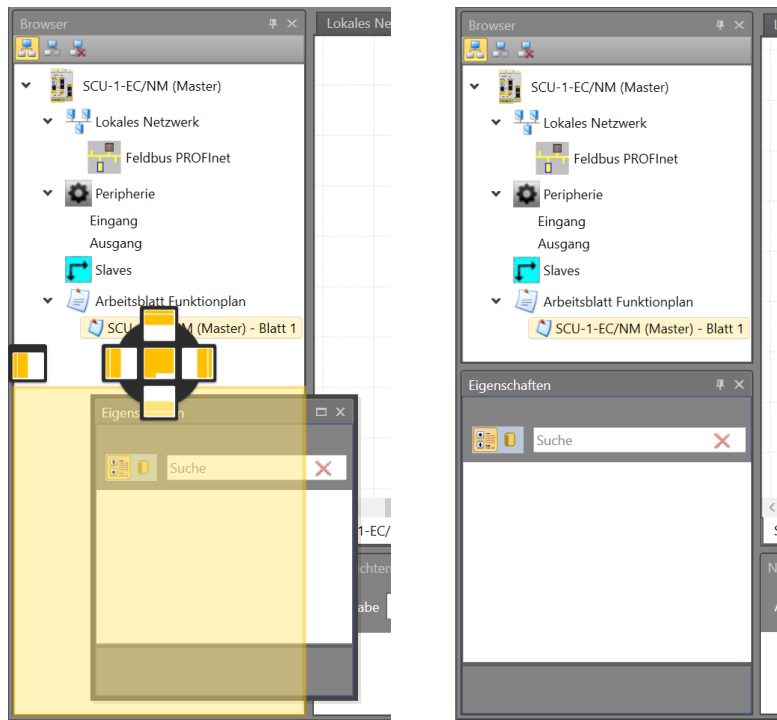 Browser
Lokales Ne
SCU-1-EC/NM (Master)
Lokales Netzwerk
Feldbus PROFInet
Peripherie
Eingang
Ausgang
Slaves
Arbeitsblatt Funktionplan
SCU M (Master) - Blatt 1
Eigens n
Suche
1-EC/
chten
abe
Browser
SCU-1-EC/NM (Master)
Lokales Netzwerk
Feldbus PROFInet
Peripherie
Eingang
Ausgang
Slaves
Arbeitsblatt Funktionplan
SCU-1-EC/NM (Master) - Blatt 1
Eigenschaften
Suche